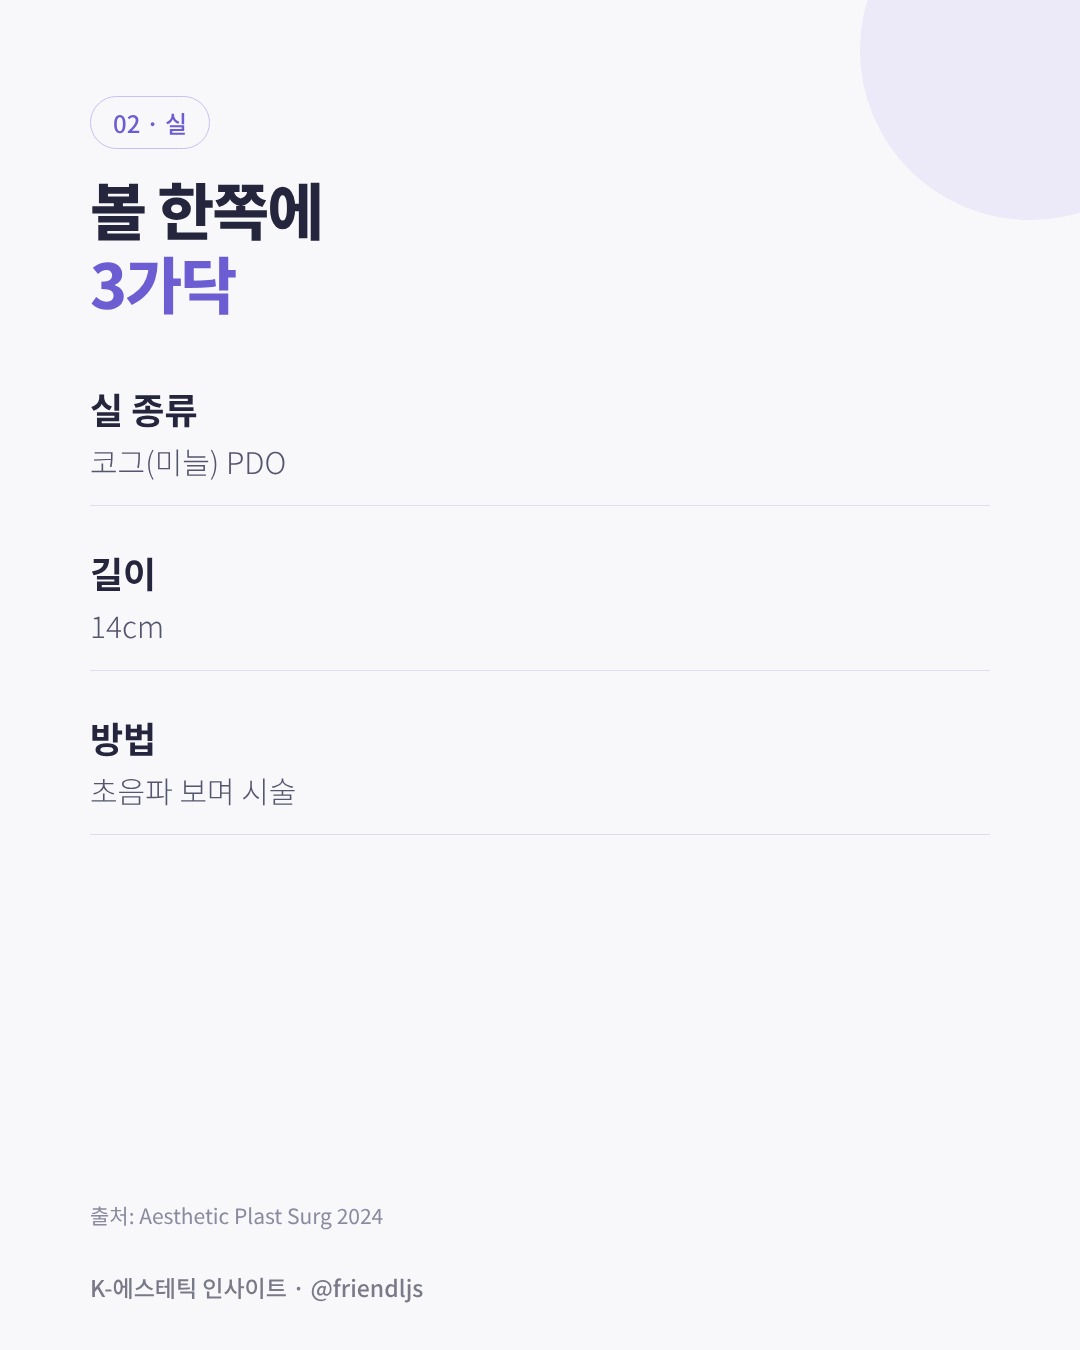 02 · 실
볼 한쪽에
3가닥
실 종류
코그(미늘) PDO
길이
14cm
방법
초음파 보며 시술
출처: Aesthetic Plast Surg 2024
K-에스테틱 인사이트 · @friendljs